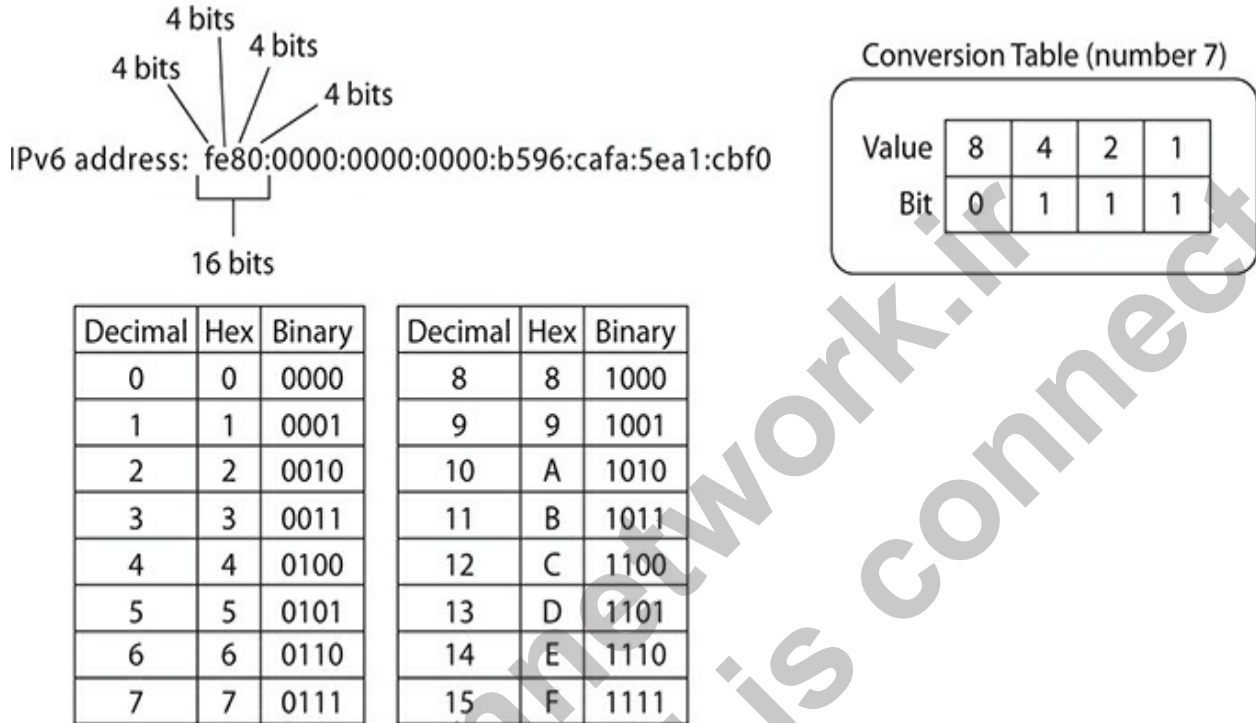 4 bits
4 bits
4 bits
4 bits
IPv6 address: fe80:0000:0000:0000:b596:cafa:5ea1:cbf0
16 bits
Conversion Table (number 7)
Value 8 4 2 1
Bit 0 1 1 1
Decimal Hex Binary
0 0 0000
1 1 0001
2 2 0010
3 3 0011
4 4 0100
5 5 0101
6 6 0110
7 7 0111
Decimal Hex Binary
8 8 1000
9 9 1001
10 A 1010
11 B 1011
12 C 1100
13 D 1101
14 E 1110
15 F 1111
network.ir
is connect